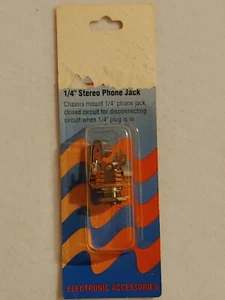 1/4" Stereo Phone Jack
Chassis mount 1/4" phone jack,
closed circuit for disconnecting
circuit when 1/4" plug is in
ELECTRONIC ACCESSORIES